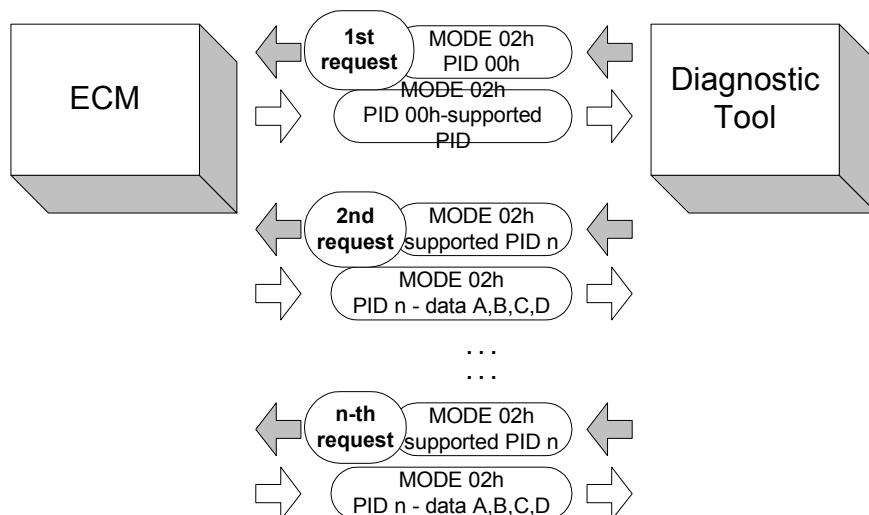 ECM
1st
request
MODE 02h
PID 00h
MODE 02h
PID 00h-supported
PID
Diagnostic
Tool
2nd
request
MODE 02h
supported PID n
MODE 02h
PID n - data A,B,C,D
. . .
. . .
n-th
request
MODE 02h
supported PID n
MODE 02h
PID n - data A,B,C,D